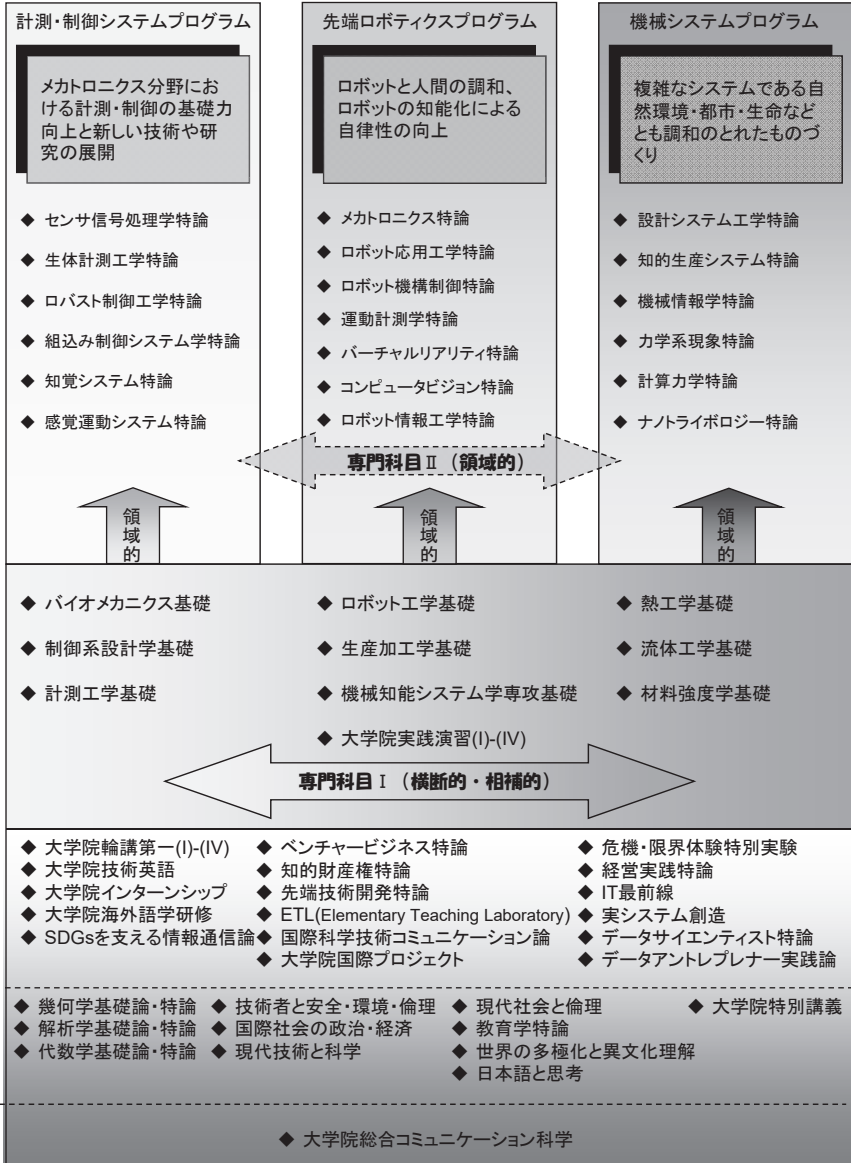 計測・制御システムプログラム
メカトロニクス分野にお
ける計測・制御の基礎力
向上と新しい技術や研
究の展開
◆ センサ信号処理学特論
◆ 生体計測工学特論
◆ ロバスト制御工学特論
◆ 組込み制御システム学特論
◆ 知覚システム特論
◆ 感覚運動システム特論
先端ロボティクスプログラム
ロボットと人間の調和、
ロボットの知能化による
自律性の向上
◆ メカトロニクス特論
◆ ロボット応用工学特論
◆ ロボット機構制御特論
◆ 運動計測学特論
◆ バーチャルリアリティ特論
◆ コンピュータビジョン特論
◆ ロボット情報工学特論
機械システムプログラム
複雑なシステムである自
然環境・都市・生命など
とも調和のとれたものづ
くり
◆ 設計システム工学特論
◆ 知的生産システム特論
◆ 機械情報学特論
◆ 力学系現象特論
◆ 計算力学特論
◆ ナノトライボロジー特論
専門科目Ⅱ（領域的）
領域的
領域的
領域的
◆ バイオメカニクス基礎
◆ 制御系設計学基礎
◆ 計測工学基礎
◆ ロボット工学基礎
◆ 生産加工学基礎
◆ 機械知能システム学専攻基礎
◆ 大学院実践演習(I)-(IV)
◆ 熱工学基礎
◆ 流体工学基礎
◆ 材料強度学基礎
専門科目Ⅰ（横断的・相補的）
◆ 大学院輪講第一(I)-(IV)
◆ 大学院技術英語
◆ 大学院インターンシップ
◆ 大学院海外語学研修
◆ SDGsを支える情報通信論
◆ ベンチャービジネス特論
◆ 知的財産権特論
◆ 先端技術開発特論
◆ ETL(Elementary Teaching Laboratory)
◆ 国際科学技術コミュニケーション論
◆ 大学院国際プロジェクト
◆ 危機・限界体験特別実験
◆ 経営実践特論
◆ IT最前線
◆ 実システム創造
◆ データサイエンティスト特論
◆ データアントレプレナー実践論
◆ 幾何学基礎論・特論
◆ 解析学基礎論・特論
◆ 代数学基礎論・特論
◆ 技術者と安全・環境・倫理
◆ 国際社会の政治・経済
◆ 現代技術と科学
◆ 現代社会と倫理
◆ 教育学特論
◆ 世界の多極化と異文化理解
◆ 日本語と思考
◆ 大学院特別講義
◆ 大学院総合コミュニケーション科学